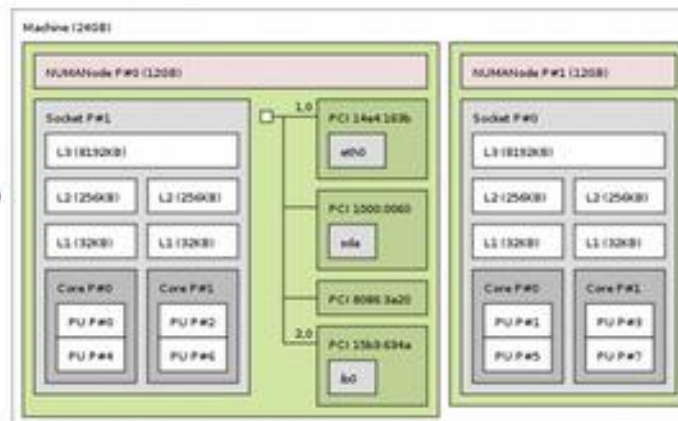 Machine (24GB)
NUMANode P#0 (12GB)
Socket P#1
L3 (8192KB)
L2 (256KB) L2 (256KB)
L1 (32KB) L1 (32KB)
Core P#0 Core P#1
PU P#0 PU P#2
PU P#4 PU P#6
1,0
PCI 14e4:163b
eth0
PCI 1000:0060
sda
PCI 8086:3a20
2,0
PCI 15b3:634a
ib0
NUMANode P#1 (12GB)
Socket P#0
L3 (8192KB)
L2 (256KB) L2 (256KB)
L1 (32KB) L1 (32KB)
Core P#0 Core P#1
PU P#1 PU P#3
PU P#5 PU P#7